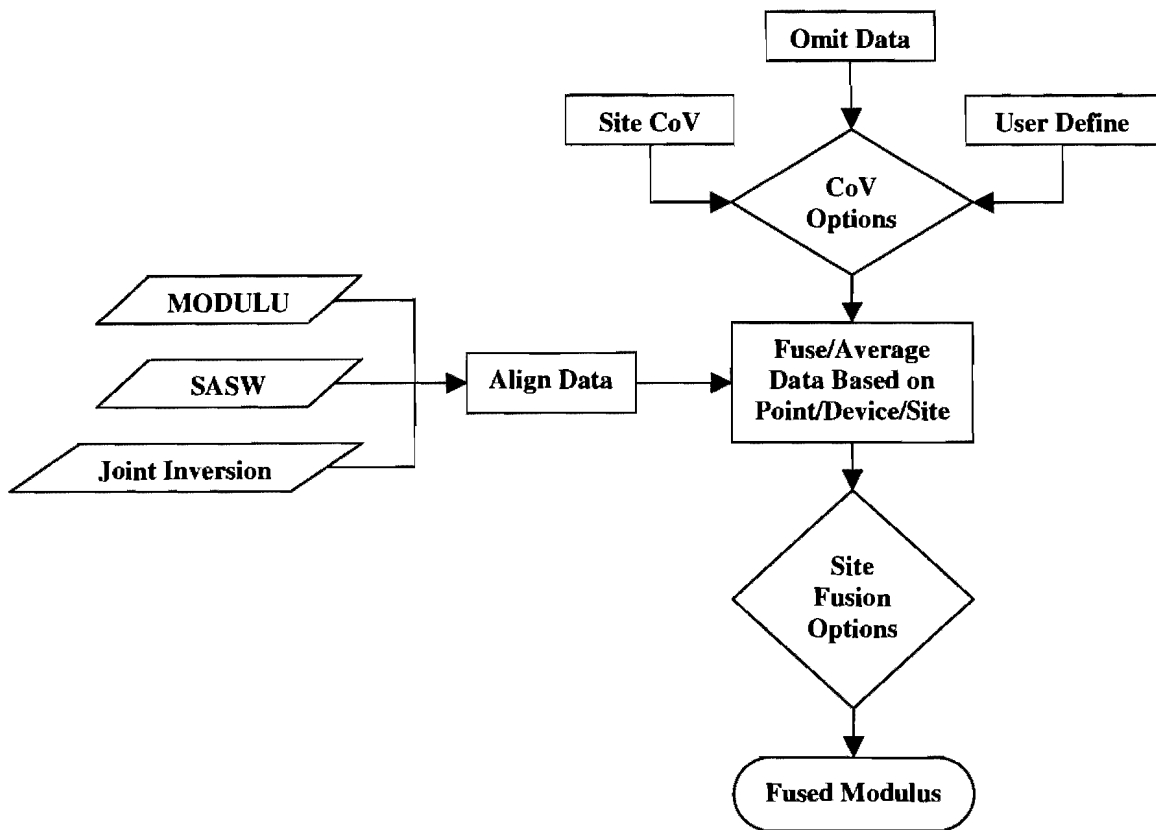 Omit Data
Site CoV
User Define
CoV
Options
MODULU
SASW
Joint Inversion
Align Data
Fuse/Average
Data Based on
Point/Device/Site
Site
Fusion
Options
Fused Modulus